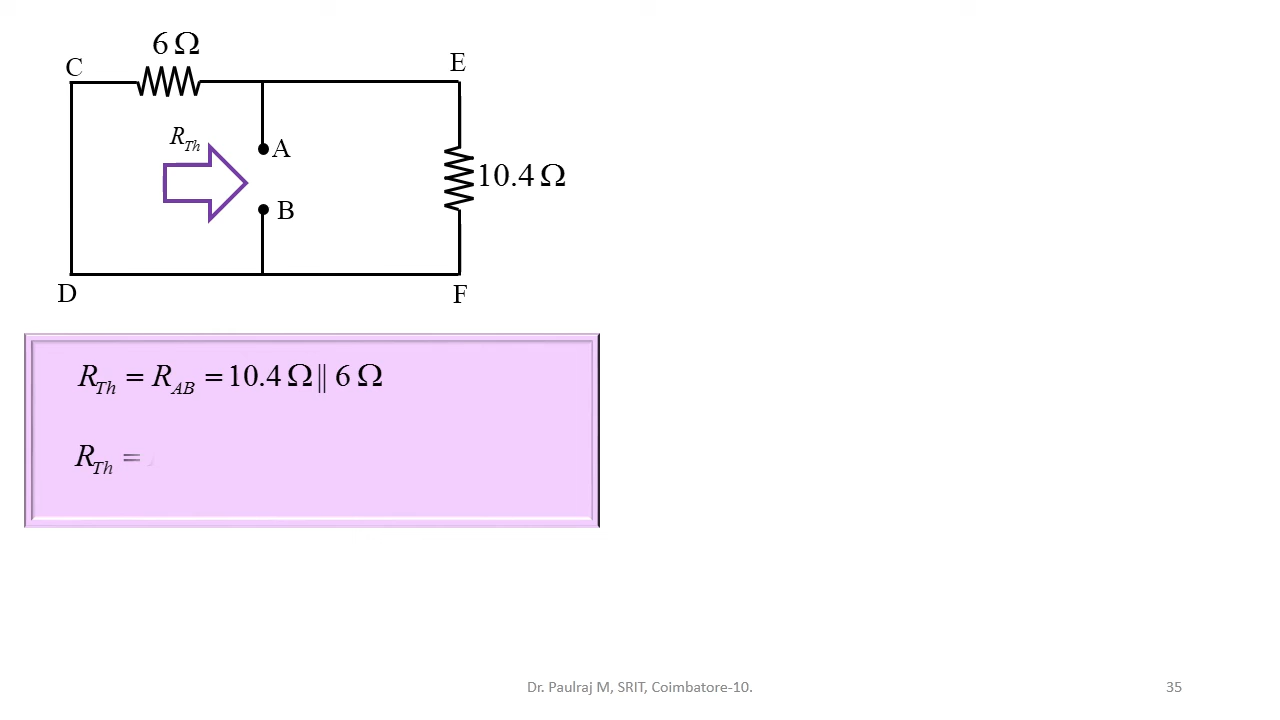 6 Ω
C
E
R_Th
A
10.4 Ω
B
D
F
R_Th = R_AB = 10.4 Ω || 6 Ω
R_Th =
Dr. Paulraj M, SRIT, Coimbatore-10.
35